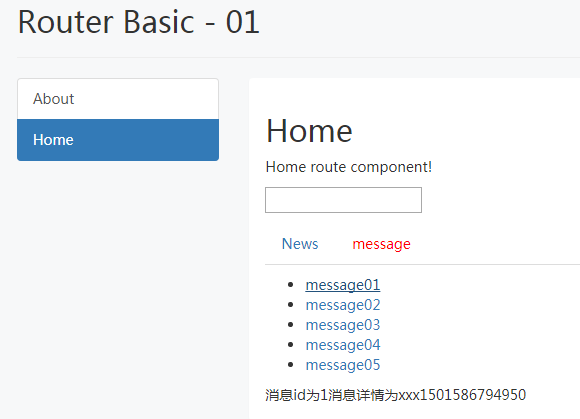 Router Basic - 01
About
Home
Home
Home route component!
News message
message01
message02
message03
message04
message05
消息id为1消息详情为xxx1501586794950